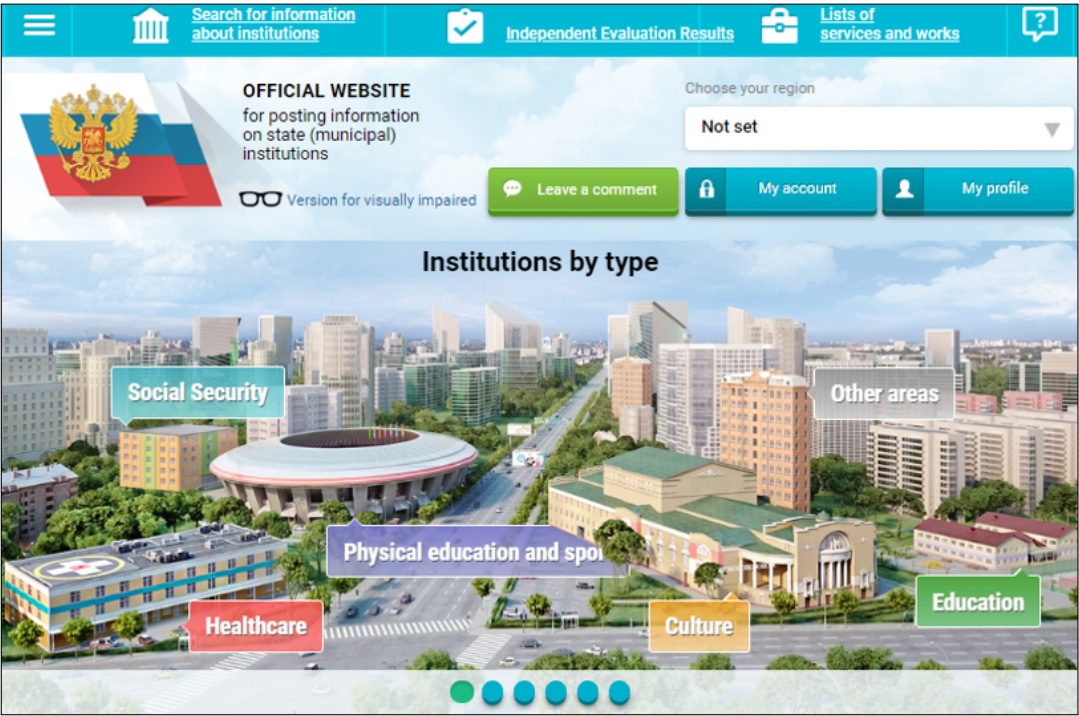 Search for information
about institutions
Independent Evaluation Results
Lists of
services and works
?
OFFICIAL WEBSITE
for posting information
on state (municipal)
institutions
Version for visually impaired
Choose your region
Not set
Leave a comment
My account
My profile
Institutions by type
Social Security
Other areas
Physical education and spo
Education
Healthcare
Culture